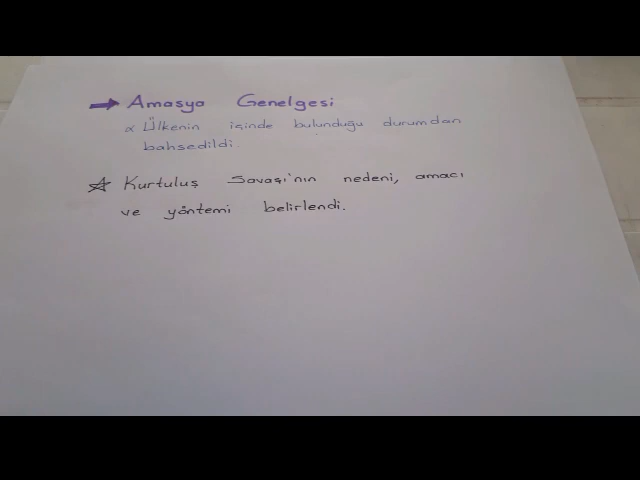 Amasya Genelgesi
Ülkenin içinde bulunduğu durumdan
bahsedildi.
Kurtuluş Savaşı'nın nedeni, amacı
ve yöntemi belirlendi.